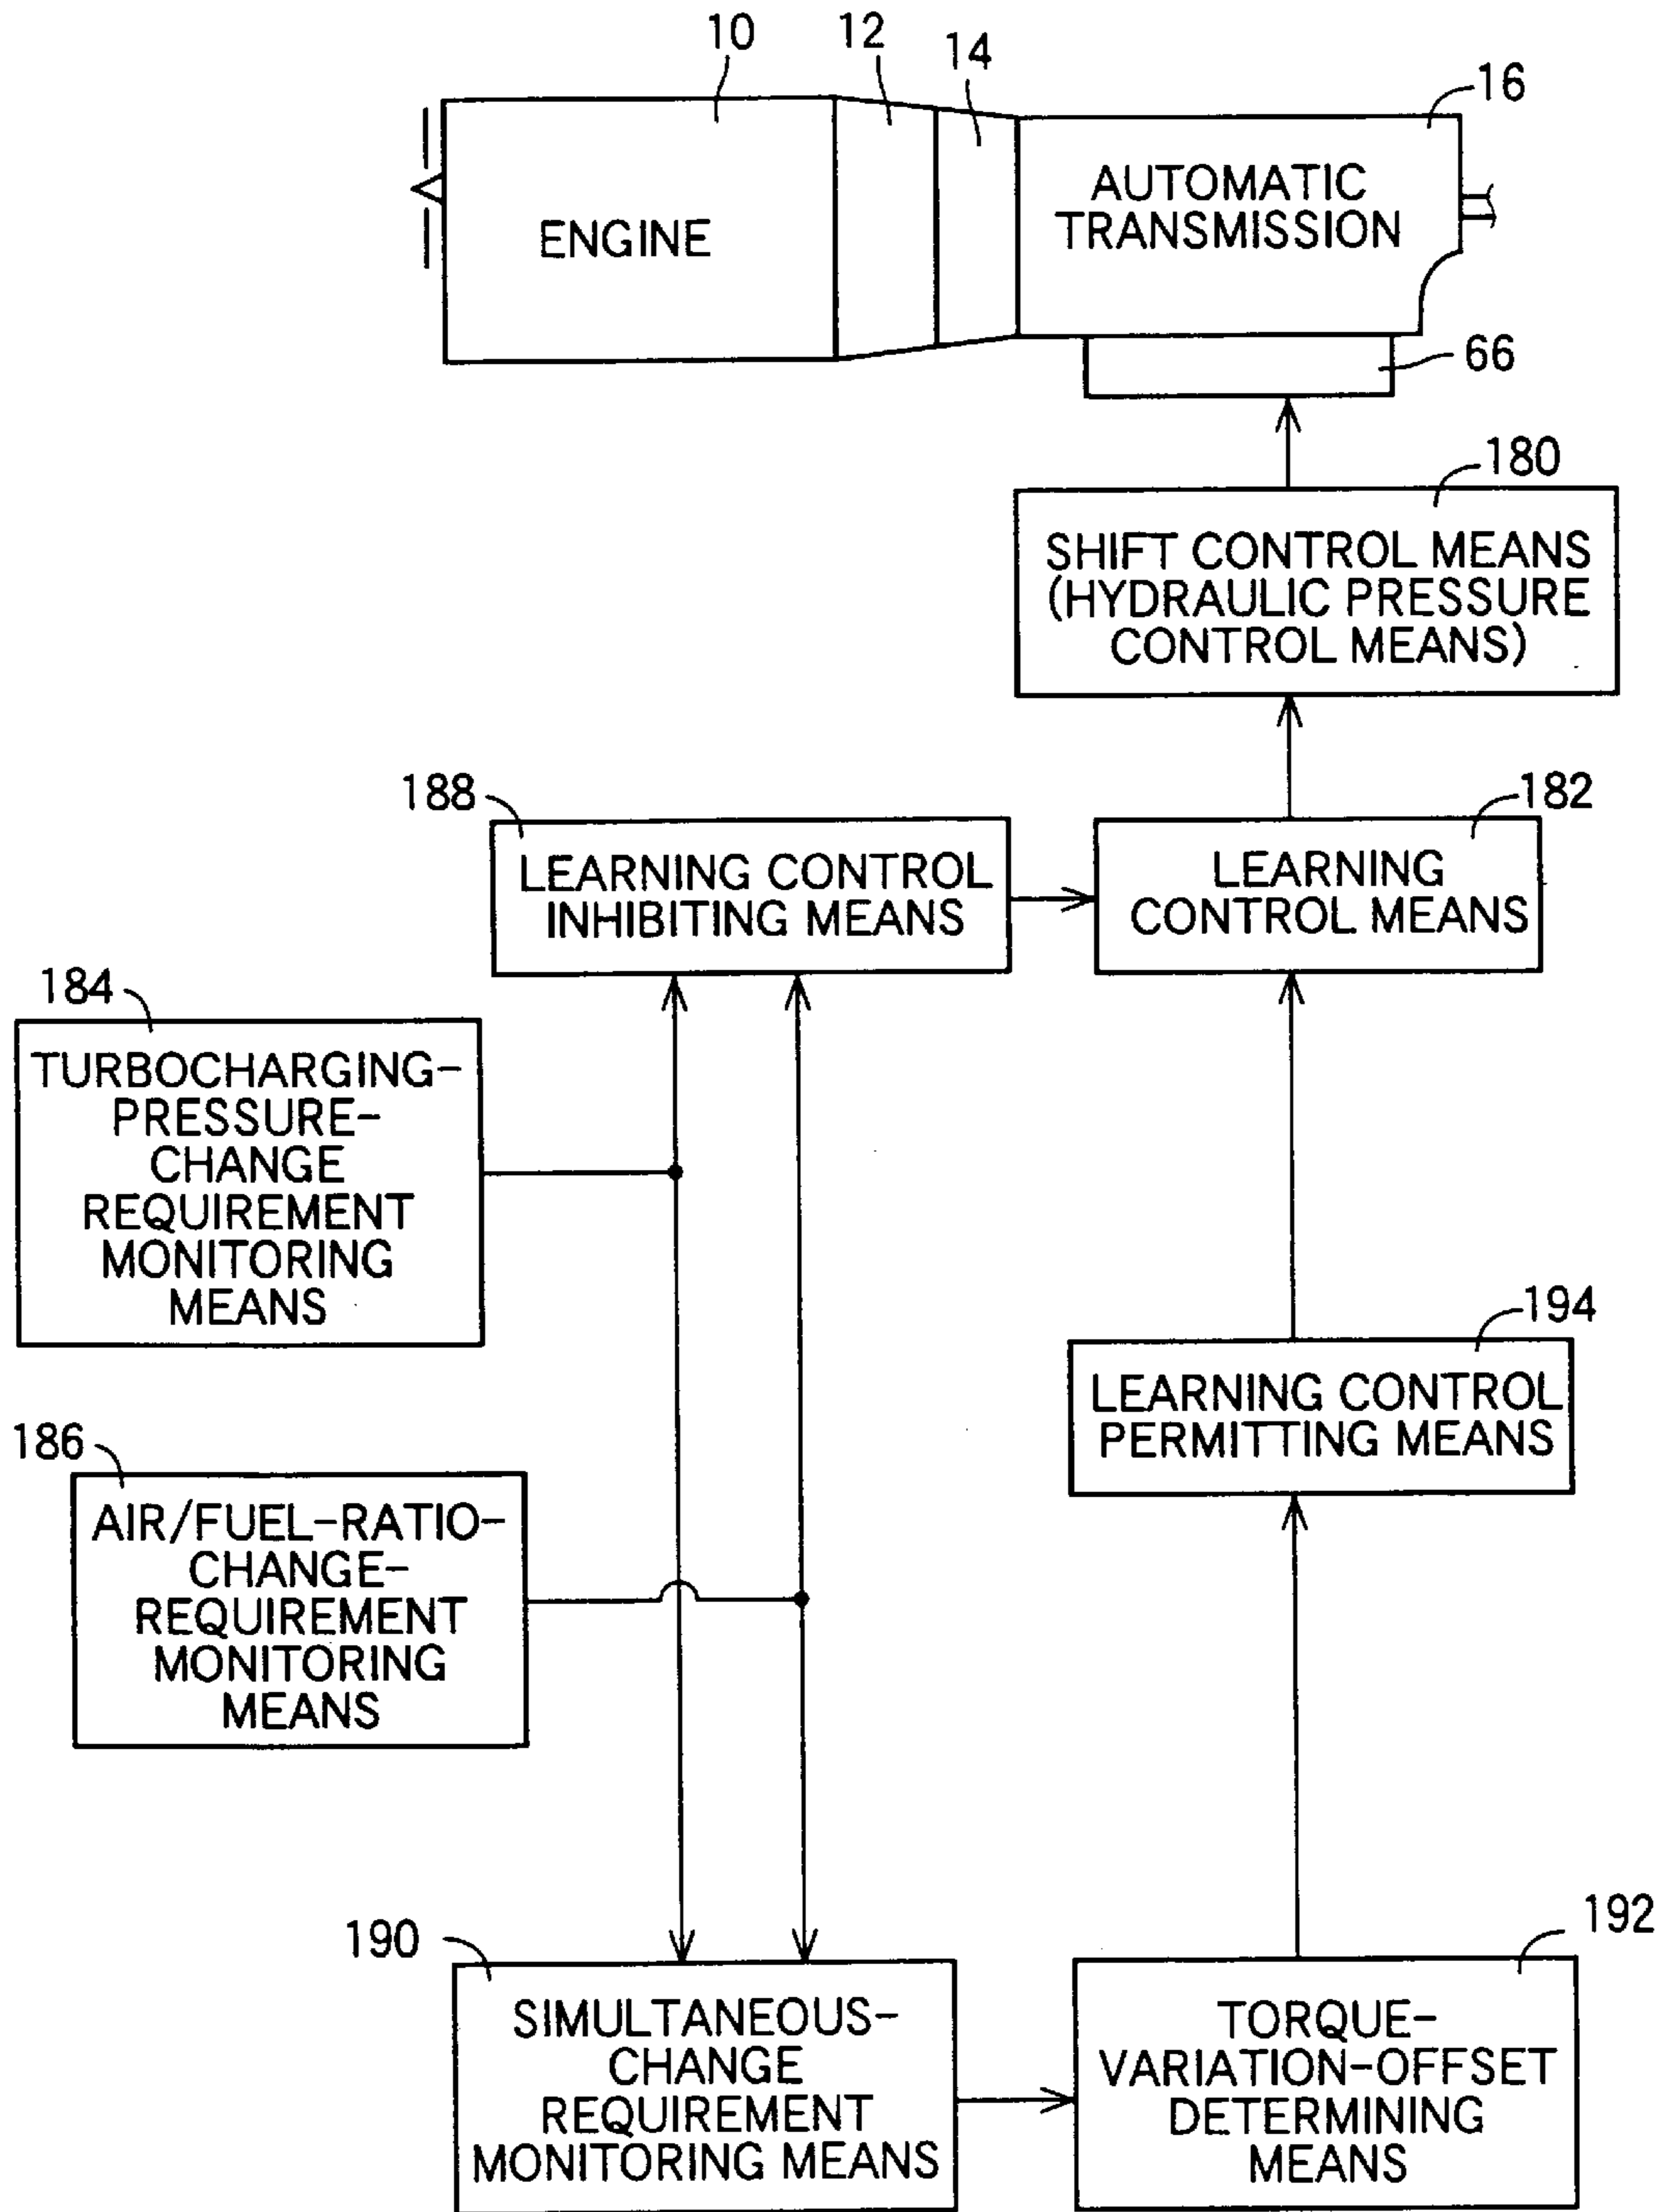 10
12
14
16
ENGINE
AUTOMATIC
TRANSMISSION
66
180
SHIFT CONTROL MEANS
(HYDRAULIC PRESSURE
CONTROL MEANS)
188
LEARNING CONTROL
INHIBITING MEANS
182
LEARNING
CONTROL MEANS
184
TURBOCHARGING-
PRESSURE-
CHANGE
REQUIREMENT
MONITORING
MEANS
194
LEARNING CONTROL
PERMITTING MEANS
186
AIR/FUEL-RATIO-
CHANGE-
REQUIREMENT
MONITORING
MEANS
190
SIMULTANEOUS-
CHANGE
REQUIREMENT
MONITORING MEANS
192
TORQUE-
VARIATION-OFFSET
DETERMINING
MEANS